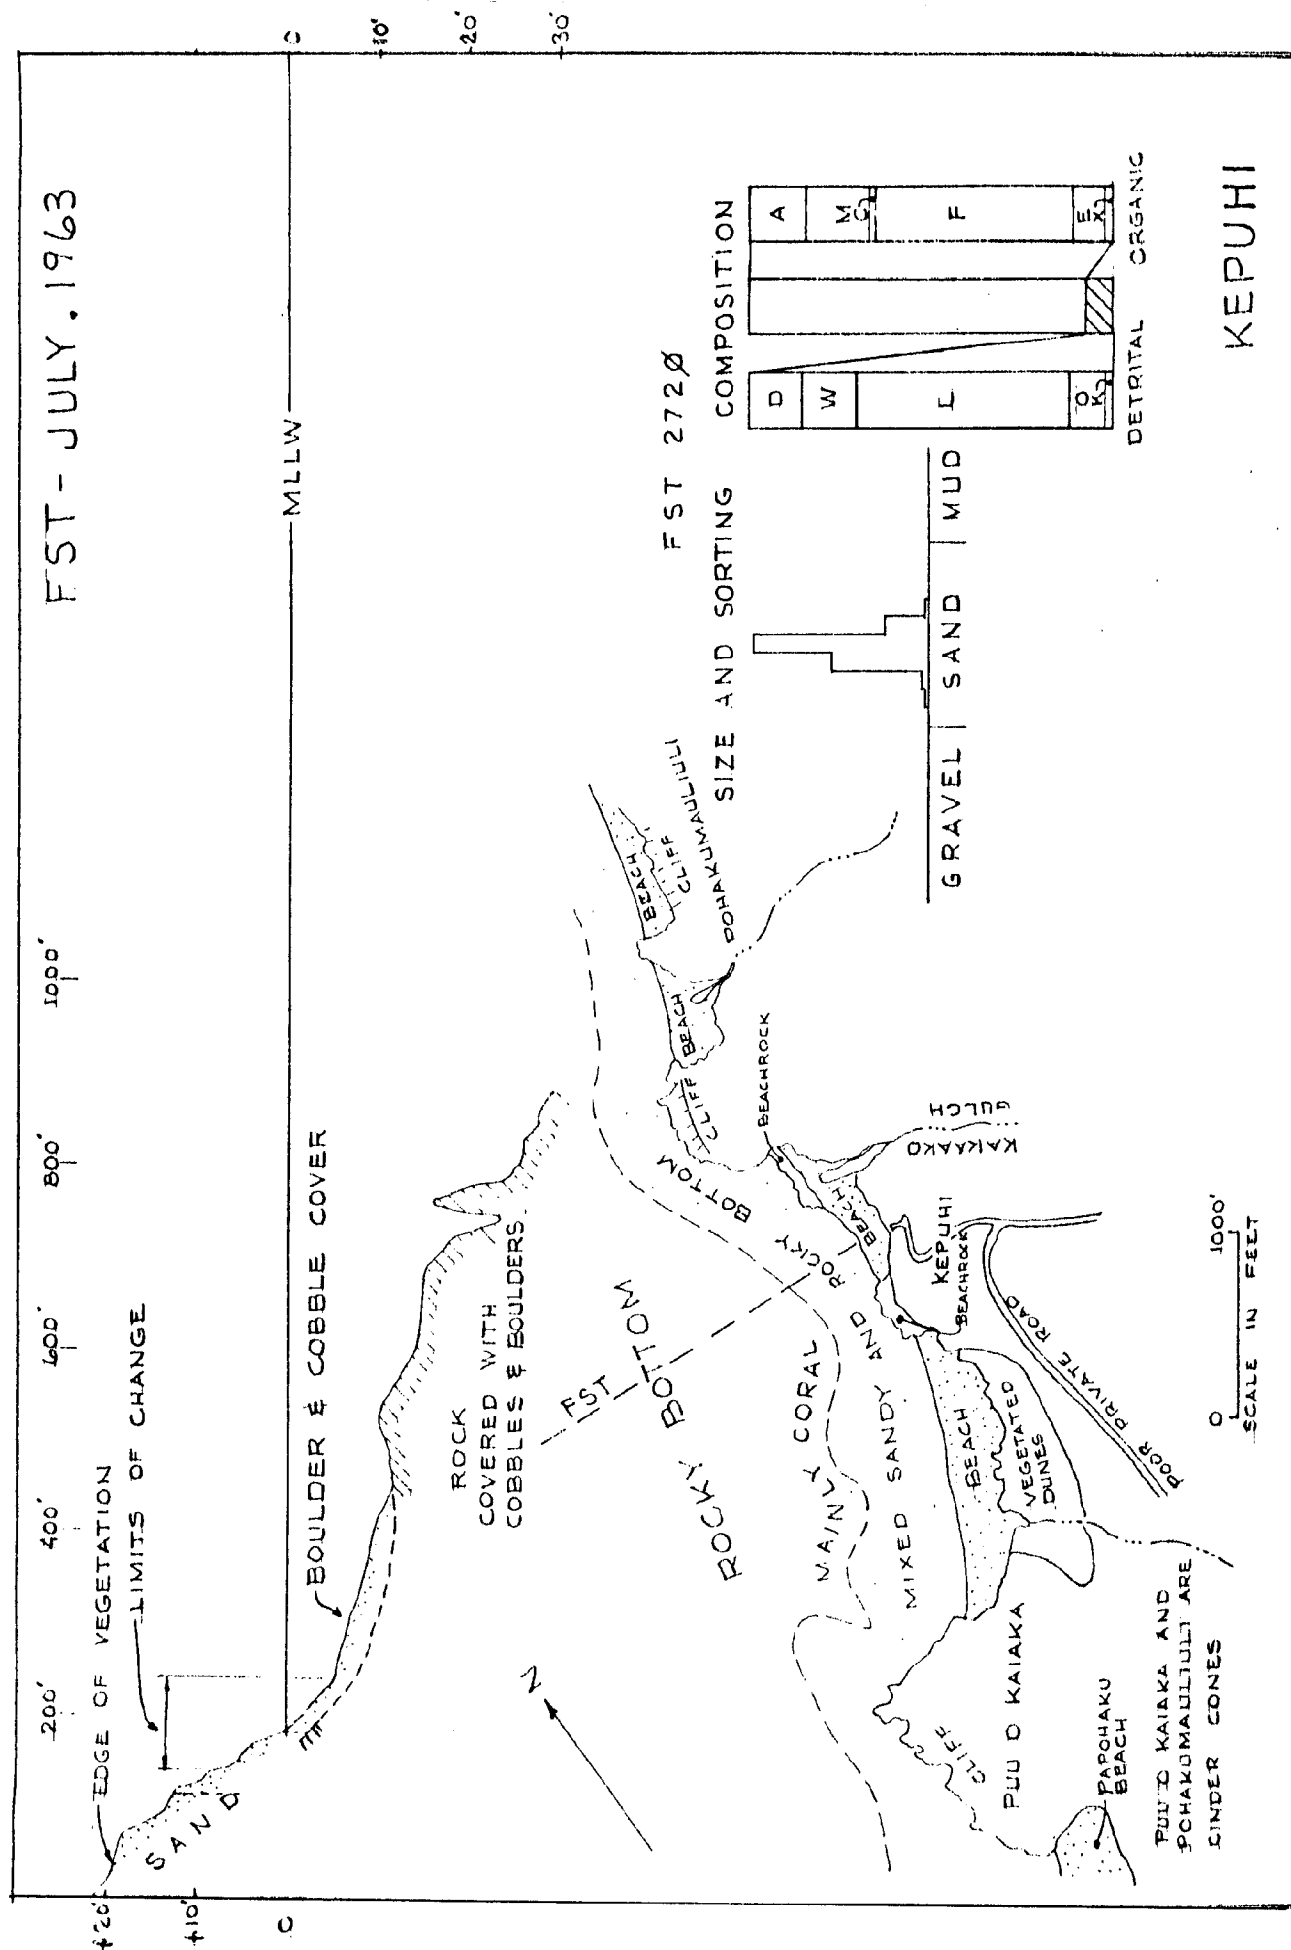 FST - JULY. 1963
200'
400'
600'
800'
1000'
+20'
+10'
0
0
10'
20'
30'
MLLW
EDGE OF VEGETATION
LIMITS OF CHANGE
BOULDER & COBBLE COVER
SAND
ROCK
COVERED WITH
COBBLES & BOULDERS
N
FST
ROCKY BOTTOM
MAINLY CORAL
MIXED SANDY AND ROCKY BOTTOM
CLIFF
BEACH
CLIFF
BEACH
CLIFF
POHAKUMAULIULI
BEACHROCK
BEACH
KEPUHI
BEACHROCK
KAKAAKO
GULCH
BEACH
VEGETATED
DUNES
POOR PRIVATE ROAD
PUU O KAIAKA
PAPOHAKU
BEACH
PUU O KAIAKA AND
POHAKUMAULIULI ARE
CINDER CONES
0
1000'
SCALE IN FEET
FST 272Ø
SIZE AND SORTING
GRAVEL | SAND | MUD
COMPOSITION
D
W
L
O
K
A
M
C
F
E
X
DETRITAL
ORGANIC
KEPUHI